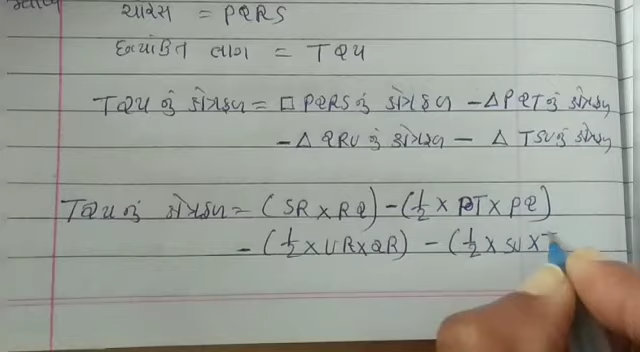 ચોરસ = PQRS
છાયાંકિત ભાગ = TQU
TQU નું ક્ષેત્રફળ = □ PQRS નું ક્ષેત્રફળ - Δ PQT નું ક્ષેત્રફળ
- Δ QRU નું ક્ષેત્રફળ - Δ TSU નું ક્ષેત્રફળ
TQU નું ક્ષેત્રફળ = (SR × RQ) - (1/2 × PT × PQ)
- (1/2 × UR × QR) - (1/2 × SU × T